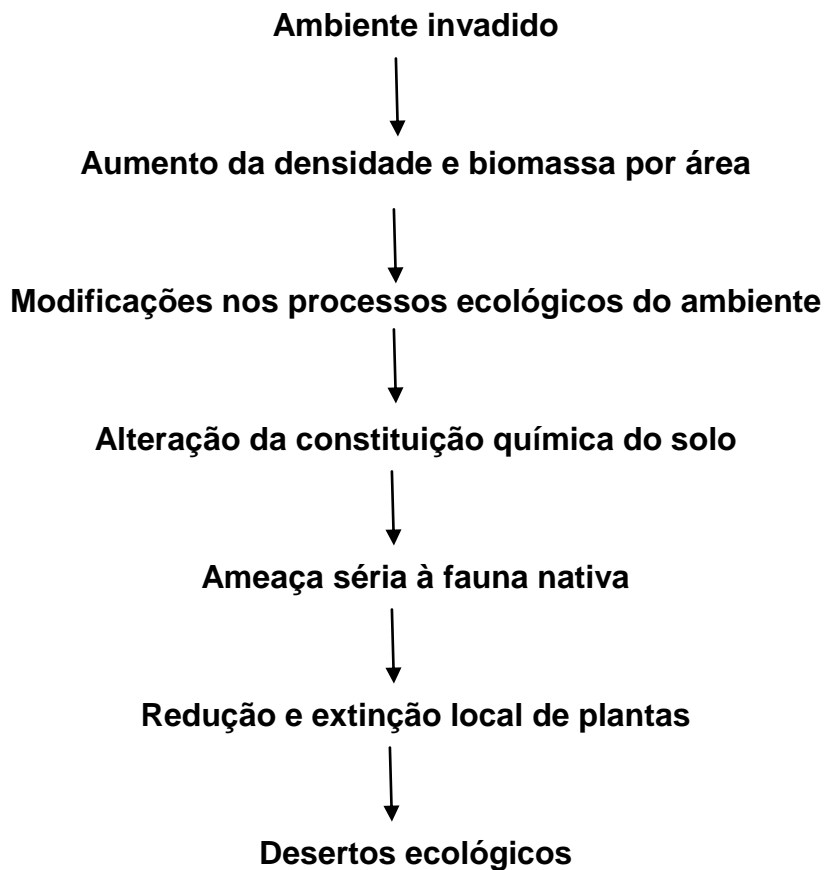 Ambiente invadido
Aumento da densidade e biomassa por área
Modificações nos processos ecológicos do ambiente
Alteração da constituição química do solo
Ameaça séria à fauna nativa
Redução e extinção local de plantas
Desertos ecológicos